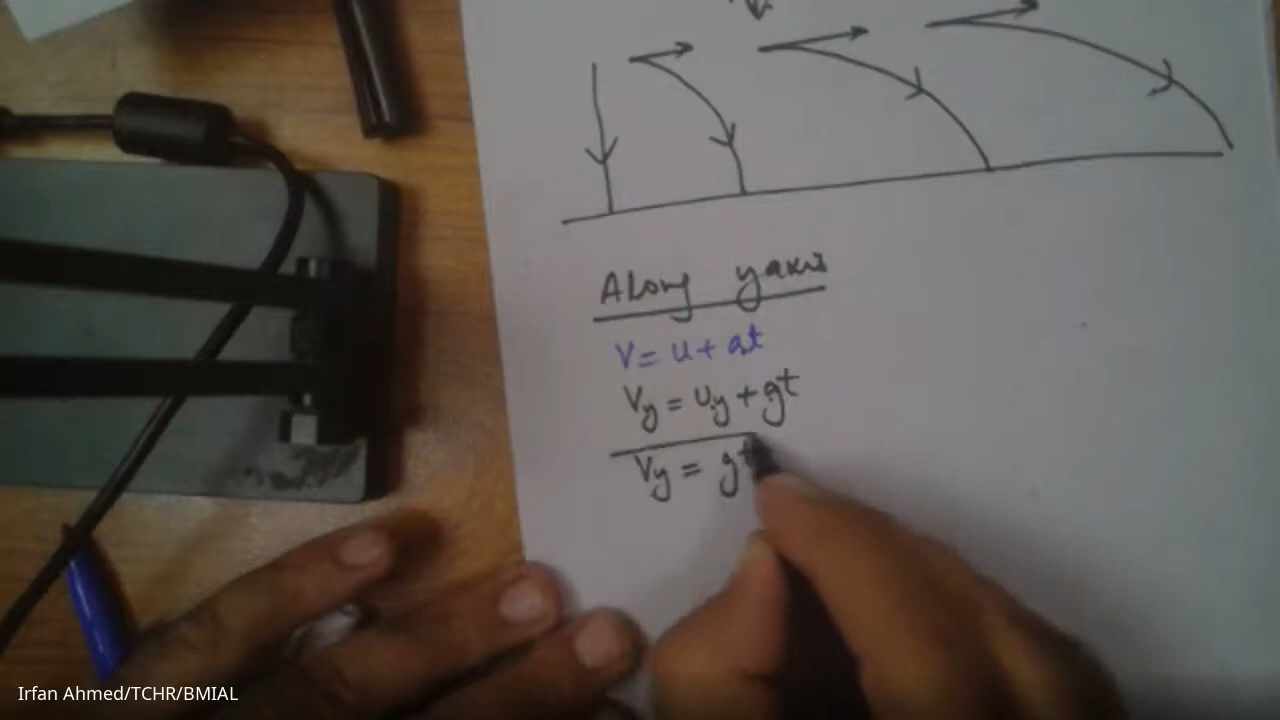 Along y axis
V = u + at
Vy = Uy + gt
Vy = gt
Irfan Ahmed/TCHR/BMIAL